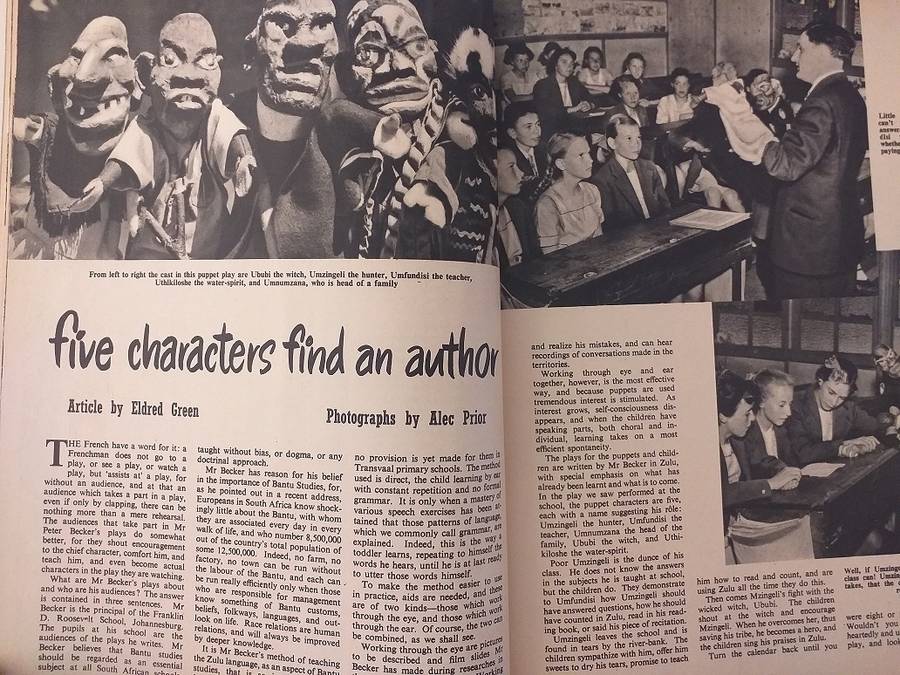 From left to right the cast in this puppet play are Ububi the witch, Umzingeli the hunter, Umfundisi the teacher,
Uthlkiloshe the water-spirit, and Umnumzana, who is head of a family
five characters find an author
Article by Eldred Green
Photographs by Alec Prior
THE French have a word for it: a
Frenchman does not go to a
play, or see a play, or watch a
play, but 'assists at' a play, for
without an audience, and at that an
audience which takes a part in a play,
even if only by clapping, there can be
nothing more than a mere rehearsal.
The audiences that take part in Mr
Peter Becker's plays do somewhat
better, for they shout encouragement
to the chief character, comfort him, and
teach him, and even become actual
characters in the play they are watching.
What are Mr Becker's plays about
and who are his audiences? The answer
is contained in three sentences. Mr
Becker is the principal of the Franklin
D. Roosevelt School, Johannesburg.
The pupils at his school are the
audiences of the plays he writes. Mr
Becker believes that Bantu studies
should be regarded as an essential
subject at all South African schools,
taught without bias, or dogma, or any
doctrinal approach.
Mr Becker has reason for his belief
in the importance of Bantu Studies, for,
as he pointed out in a recent address,
Europeans in South Africa know shock-
ingly little about the Bantu, with whom
they are associated every day in every
walk of life, and who number 8,500,000
out of the country's total population of
some 12,500,000. Indeed, no farm, no
factory, no town can be run without
the labour of the Bantu, and each can
be run really efficiently only when those
who are responsible for management
know something of Bantu customs,
beliefs, folkways, languages, and out-
look on life. Race relations are human
relations, and will always be improved
by deeper knowledge.
It is Mr Becker's method of teaching
the Zulu language, as an aspect of Bantu
studies, that is
no provision is yet made for them in
Transvaal primary schools. The method
used is direct, the child learning by ear
with constant repetition and no formal
grammar. It is only when a mastery of
various speech exercises has been at-
tained that those patterns of language,
which we commonly call grammar, are
explained. Indeed, this is the way a
toddler learns, repeating to himself the
words he hears, until he is at last ready
to utter those words himself.
To make the method easier to use
in practice, aids are needed, and these
are of two kinds—those which work
through the eye, and those which work
through the ear. Of course, the two can
be combined, as we shall see.
Working through the eye are pictures
to be described and film slides Mr
Becker has made during researches in
Working
and realize his mistakes, and can hear
recordings of conversations made in the
territories.
Working through eye and ear
together, however, is the most effective
way, and because puppets are used
tremendous interest is stimulated. As
interest grows, self-consciousness dis-
appears, and when the children have
speaking parts, both choral and in-
dividual, learning takes on a most
efficient spontaneity.
The plays for the puppets and child-
ren are written by Mr Becker in Zulu,
with special emphasis on what has
already been learnt and what is to come.
In the play we saw performed at the
school, the puppet characters are five,
each with a name suggesting his rôle:
Umzingeli the hunter, Umfundisi the
teacher, Umnumzana the head of the
family, Ububi the witch, and Uthi-
kiloshe the water-spirit.
Poor Umzingeli is the dunce of his
class. He does not know the answers
in the subjects he is taught at school,
but the children do. They demonstrate
to Umfundisi how Umzingeli should
have answered questions, how he should
have counted in Zulu, read in his read-
ing book, or said his piece of recitation.
Umzingeli leaves the school and is
found in tears by the river-bank. The
children sympathize with him, offer him
sweets to dry his tears, promise to teach
him how to read and count, and are
using Zulu all the time they do this.
Then comes Mzingeli's fight with the
wicked witch, Ububi. The children
shout at the witch and encourage
Mzingeli. When he overcomes her, thus
saving his tribe, he becomes a hero, and
the children sing his praises in Zulu.
Turn the calendar back until you
Little
can't
answer
whethe
paying
Well, if Umzing
class can! Umzin
takes, that the
were eight or
Wouldn't you
heartedly and
play, and look